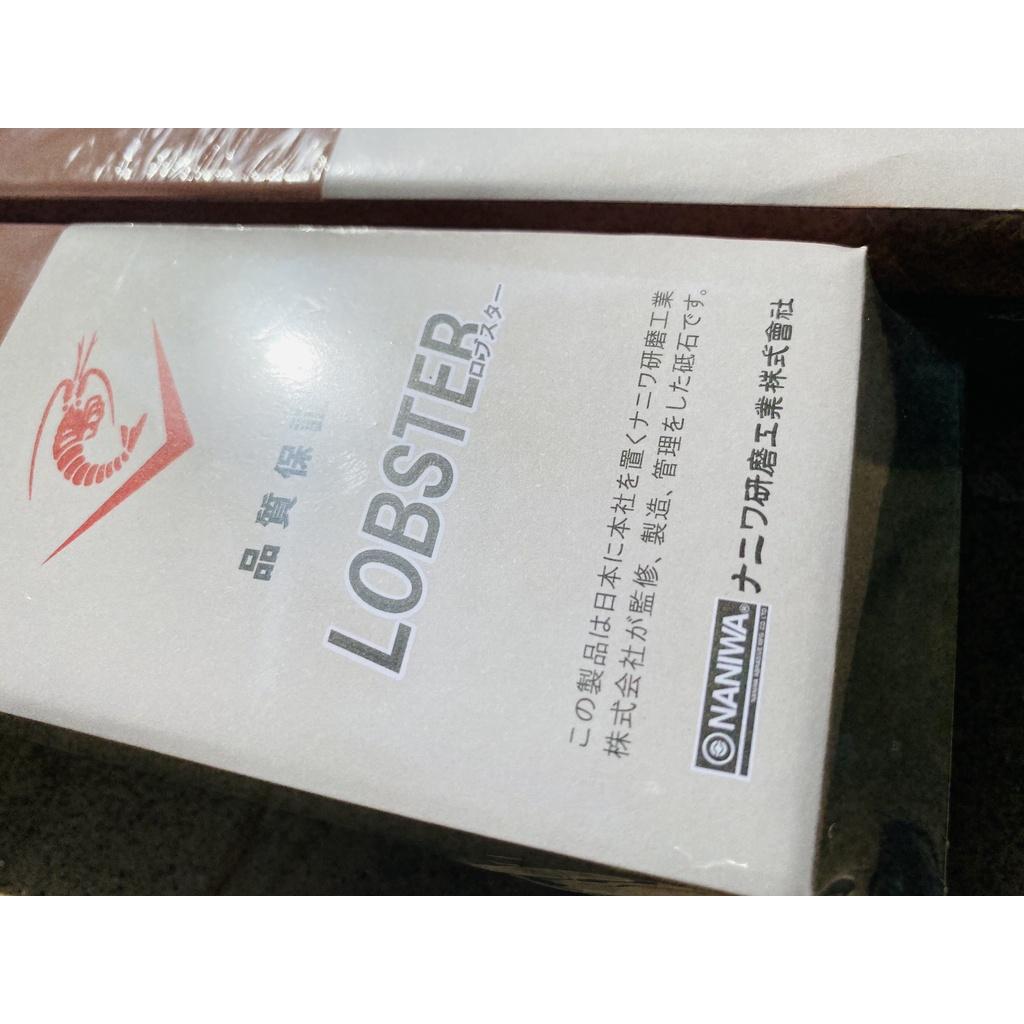 品質保証
LOBSTER
ロブスター
この製品は日本に本社を置くナニワ研磨工業
株式会社が監修、製造、管理をした砥石です。
NANIWA®
ナニワ研磨工業株式會社